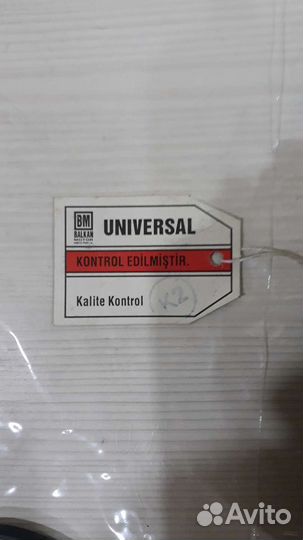 BM
BALKAN
UNIVERSAL
KONTROL EDİLMİŞTİR.
Kalite Kontrol K2
Avito